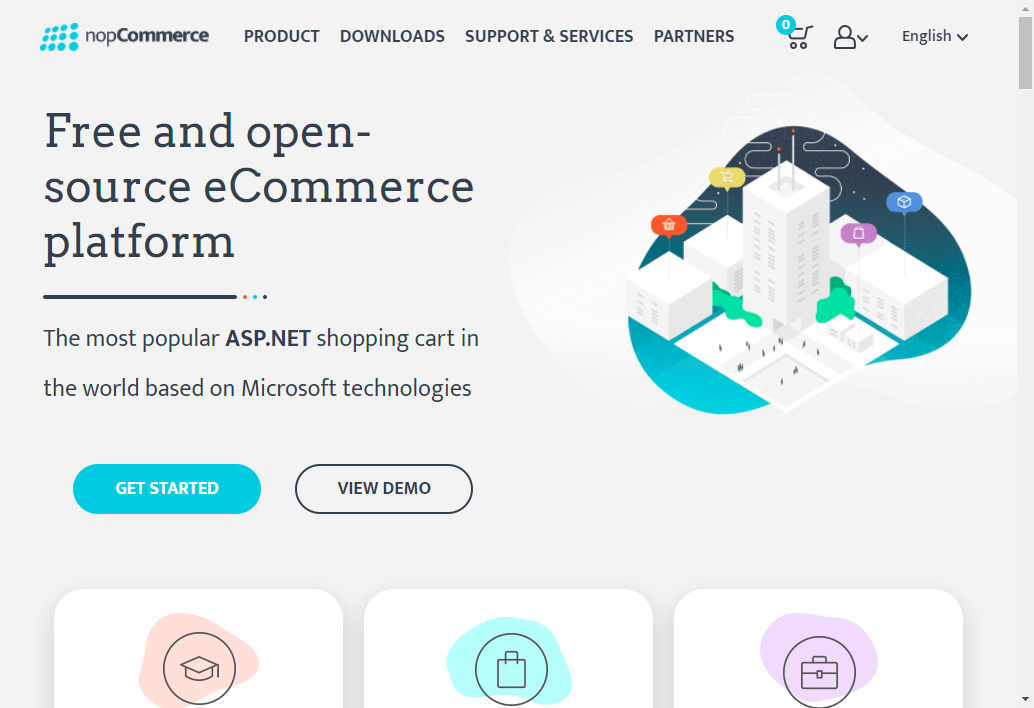 nopCommerce
PRODUCT
DOWNLOADS
SUPPORT & SERVICES
PARTNERS
0
English
Free and open-
source eCommerce
platform
The most popular ASP.NET shopping cart in
the world based on Microsoft technologies
GET STARTED
VIEW DEMO